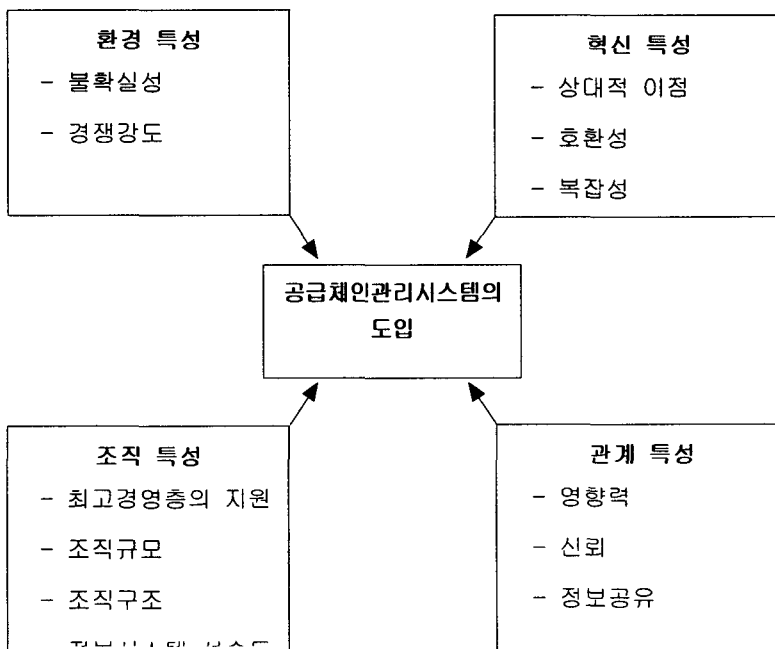 환경 특성
- 불확실성
- 경쟁강도
혁신 특성
- 상대적 이점
- 호환성
- 복잡성
공급체인관리시스템의
도입
조직 특성
- 최고경영층의 지원
- 조직규모
- 조직구조
관계 특성
- 영향력
- 신뢰
- 정보공유